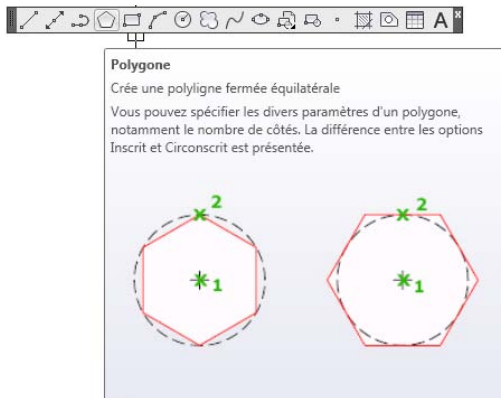 A
Polygone
Crée une polyligne fermée équilatérale
Vous pouvez spécifier les divers paramètres d'un polygone,
notamment le nombre de côtés. La différence entre les options
Inscrit et Circonscrit est présentée.
2
2
1
1